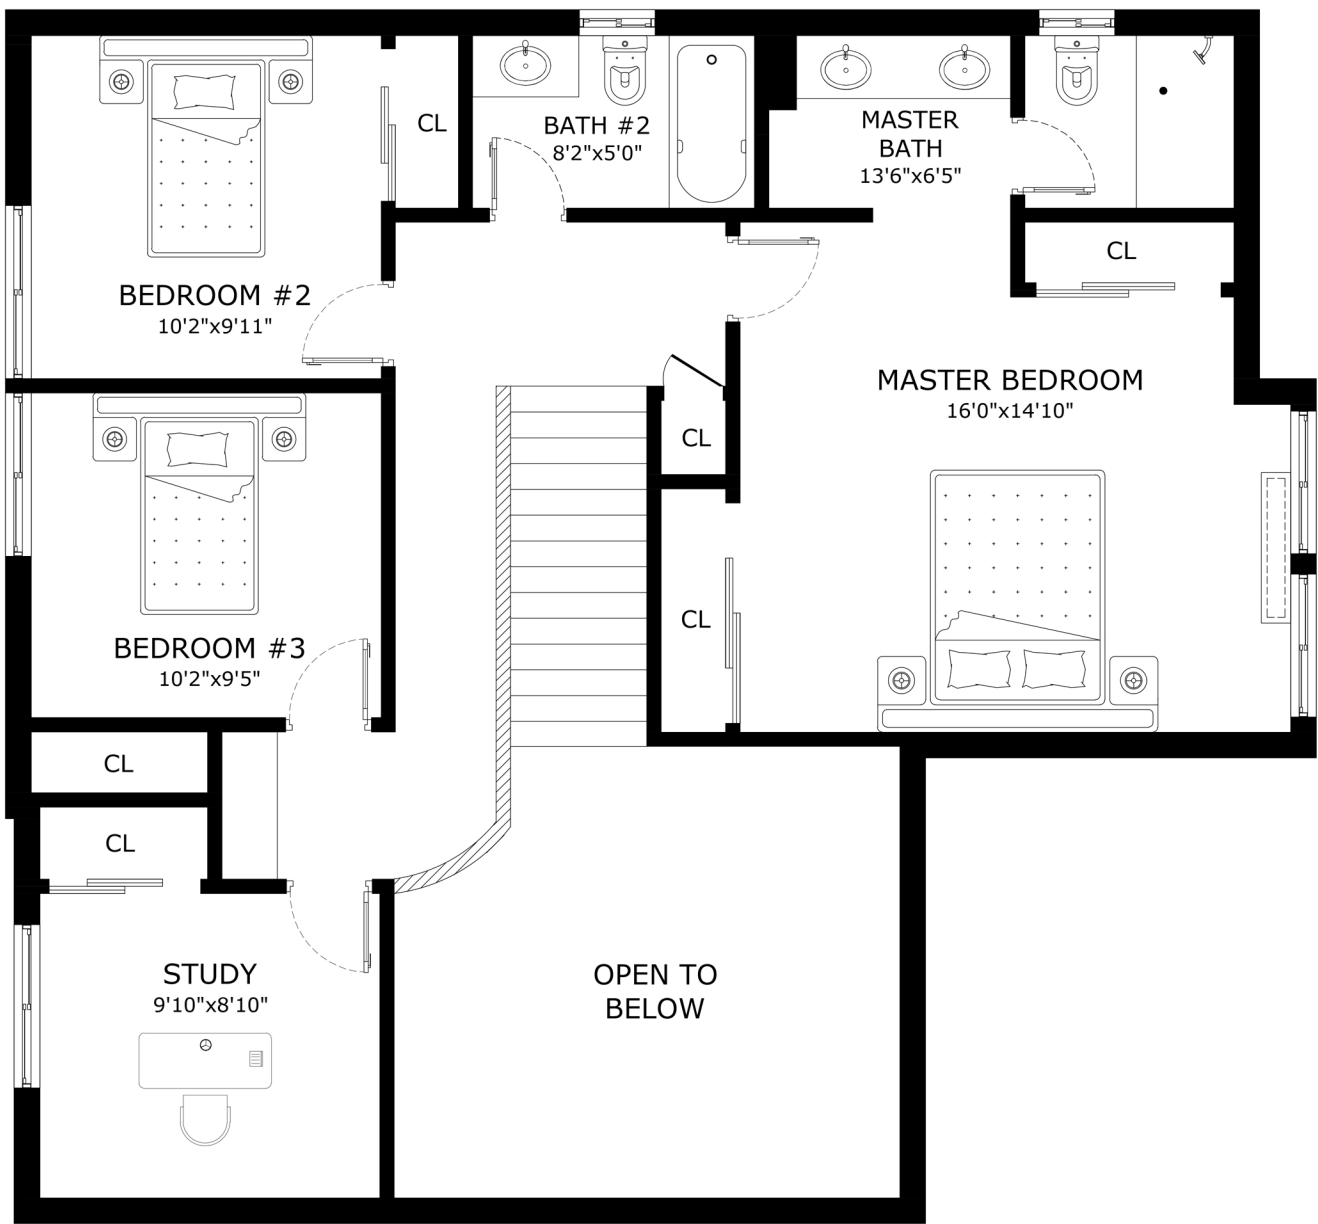 CL
BATH #2
8'2"x5'0"
MASTER
BATH
13'6"x6'5"
CL
BEDROOM #2
10'2"x9'11"
MASTER BEDROOM
16'0"x14'10"
CL
CL
BEDROOM #3
10'2"x9'5"
CL
CL
STUDY
9'10"x8'10"
OPEN TO
BELOW